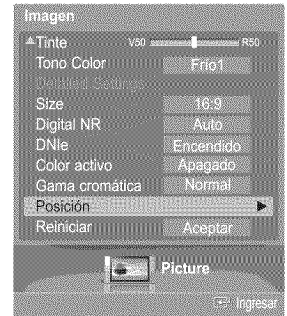 Imagen
▲Tinte V50 R50
Tono Color Frío1
Detailed Settings
Size 16:9
Digital NR Auto
DNIe Encendido
Color activo Apagado
Gama cromática Normal
Posición ►
Reiniciar Aceptar
Picture
Ingresar